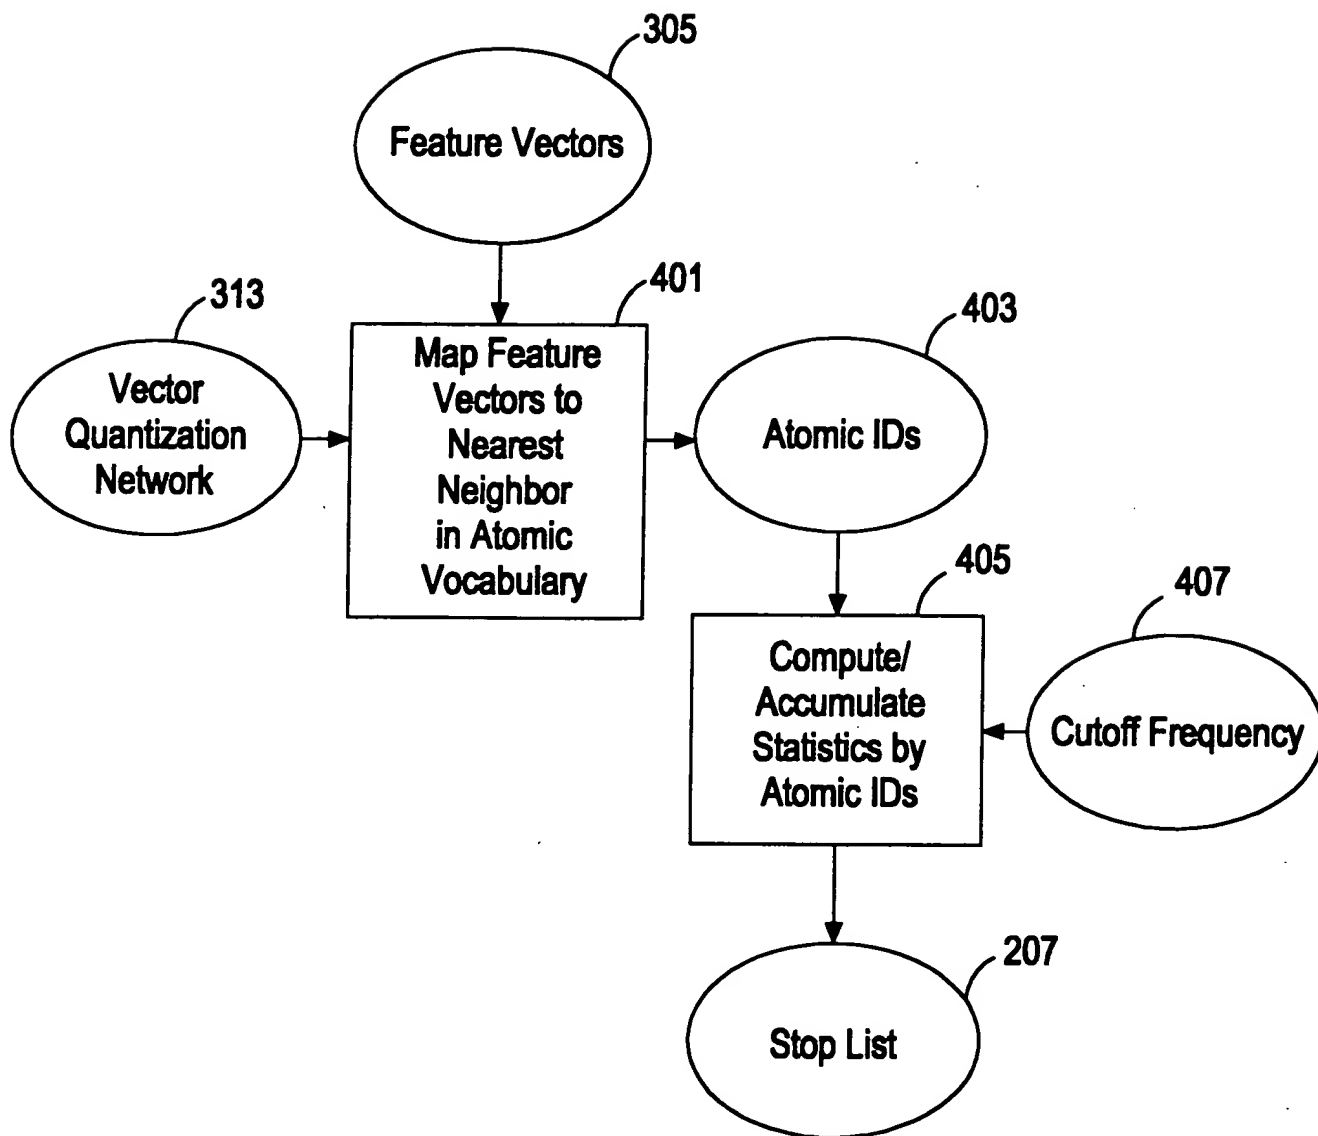 305
Feature Vectors
313
Vector
Quantization
Network
401
Map Feature
Vectors to
Nearest
Neighbor
in Atomic
Vocabulary
403
Atomic IDs
405
Compute/
Accumulate
Statistics by
Atomic IDs
407
Cutoff Frequency
207
Stop List